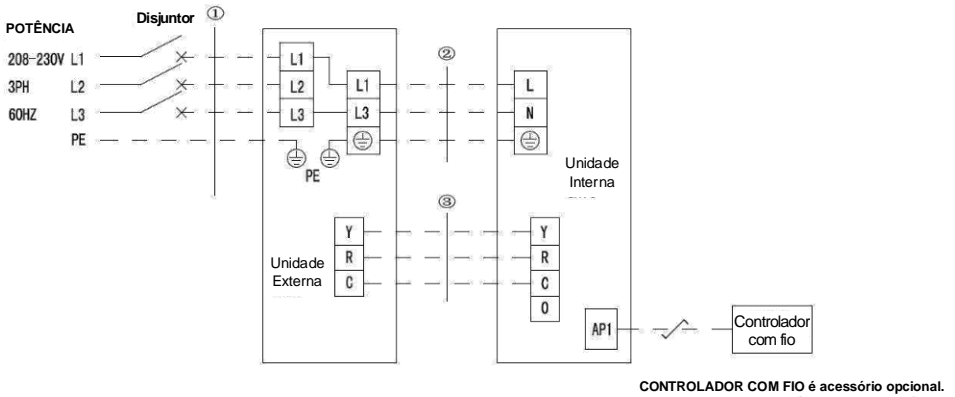 POTÊNCIA
Disjuntor ①
208-230V L1
3PH L2
60HZ L3
PE
L1
L2
L3
L1
L3
PE
②
L
N
Unidade
Interna
③
Y
R
C
Unidade
Externa
Y
R
C
O
AP1
Controlador
com fio
CONTROLADOR COM FIO é acessório opcional.